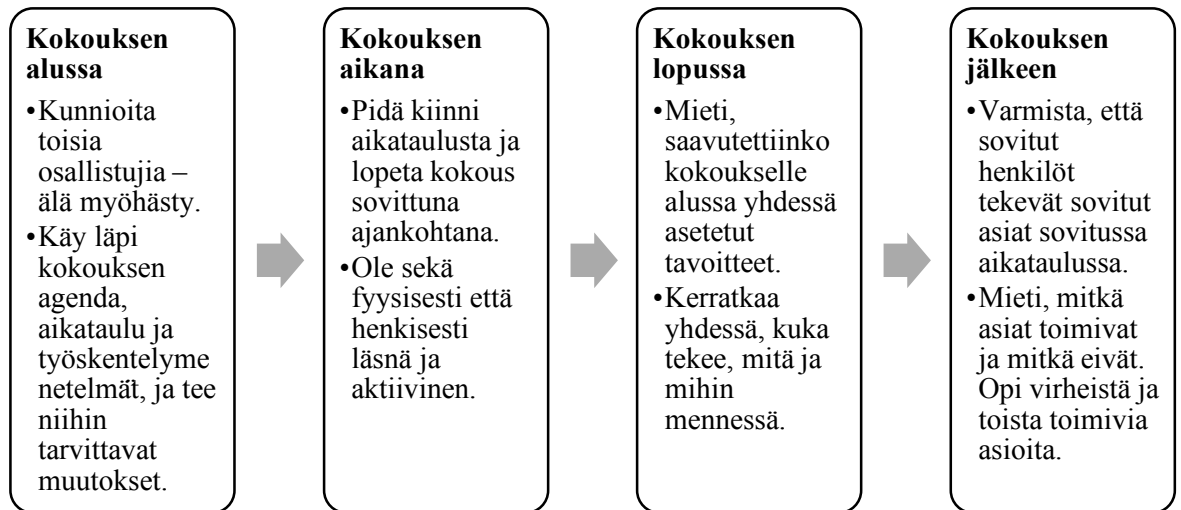 Kokouksen
alussa
•Kunnioita
toisia
osallistujia –
älä myöhästy.
•Käy läpi
kokouksen
agenda,
aikataulu ja
työskentelyme
netelmät, ja tee
niihin
tarvittavat
muutokset.
Kokouksen
aikana
•Pidä kiinni
aikataulusta ja
lopeta kokous
sovittuna
ajankohtana.
•Ole sekä
fyysisesti että
henkisesti
läsnä ja
aktiivinen.
Kokouksen
lopussa
•Mieti,
saavutettiinko
kokoukselle
alussa yhdessä
asetetut
tavoitteet.
•Kerratkaa
yhdessä, kuka
tekee, mitä ja
mihin
mennessä.
Kokouksen
jälkeen
•Varmista, että
sovitut
henkilöt
tekevät sovitut
asiat sovitussa
aikataulussa.
•Mieti, mitkä
asiat toimivat
ja mitkä eivät.
Opi virheistä ja
toista toimivia
asioita.